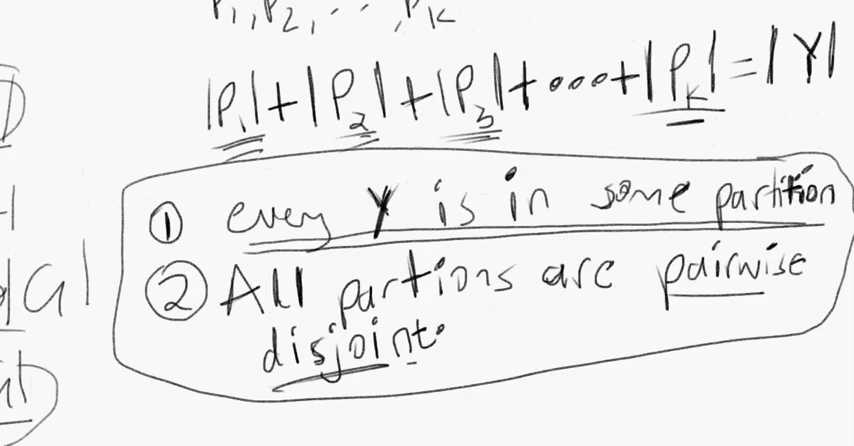 P1, P2, ..., PK
|P1|+|P2|+|P3|+...+|PK|=|Y|
① every Y is in some partition
② All partions are pairwise
disjoint.